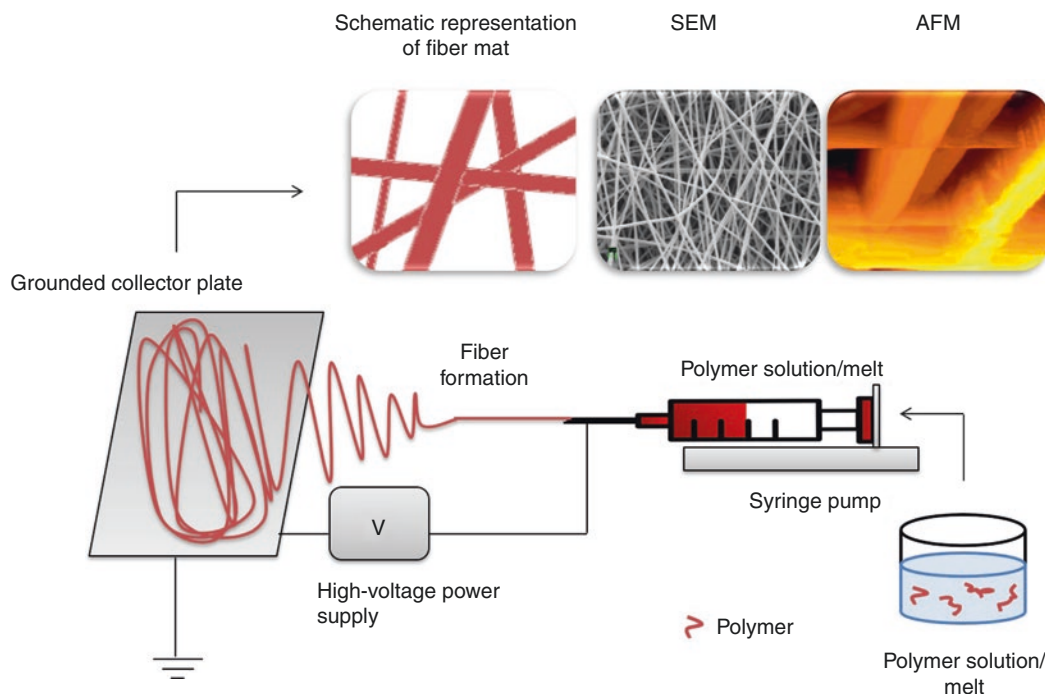 Schematic representation
of fiber mat
SEM
AFM
Grounded collector plate
Fiber
formation
Polymer solution/melt
Syringe pump
V
High-voltage power
supply
Polymer
Polymer solution/
melt